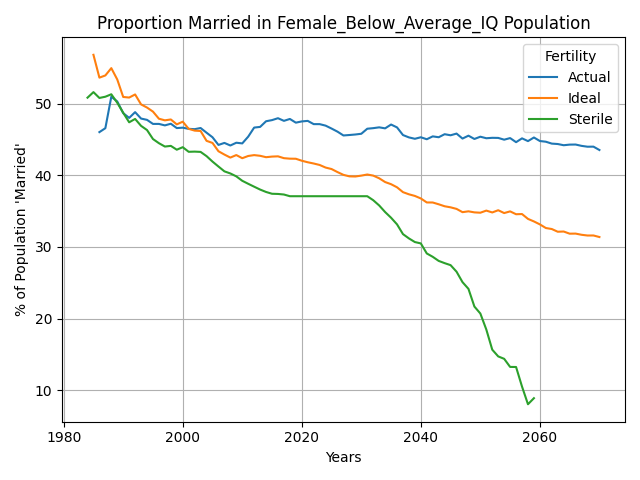 Proportion Married in Female_Below_Average_IQ Population
Fertility
Actual
Ideal
Sterile
% of Population 'Married'
50
40
30
20
10
1980
2000
2020
2040
2060
Years